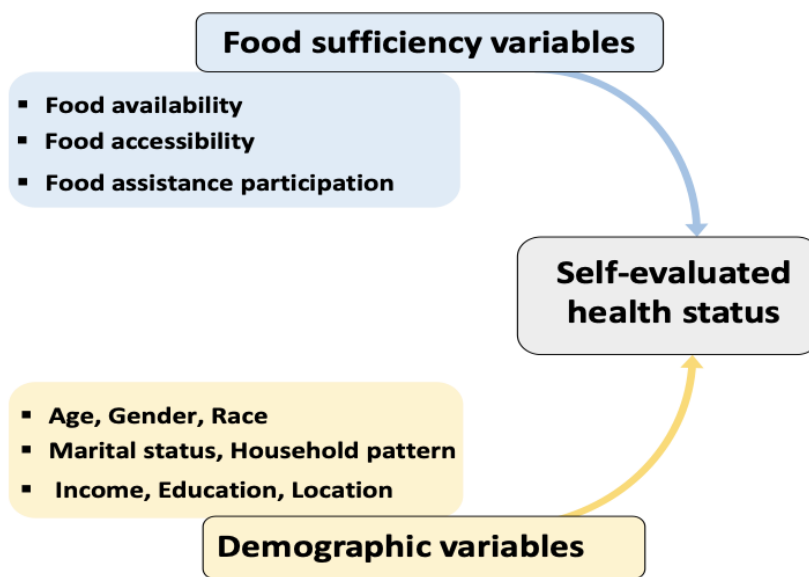 Food sufficiency variables
▪ Food availability
▪ Food accessibility
▪ Food assistance participation
Self-evaluated
health status
▪ Age, Gender, Race
▪ Marital status, Household pattern
▪ Income, Education, Location
Demographic variables